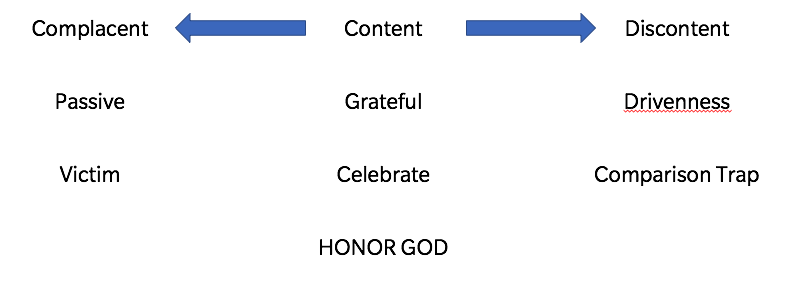 Complacent Content Discontent
Passive Grateful Drivenness
Victim Celebrate Comparison Trap
HONOR GOD